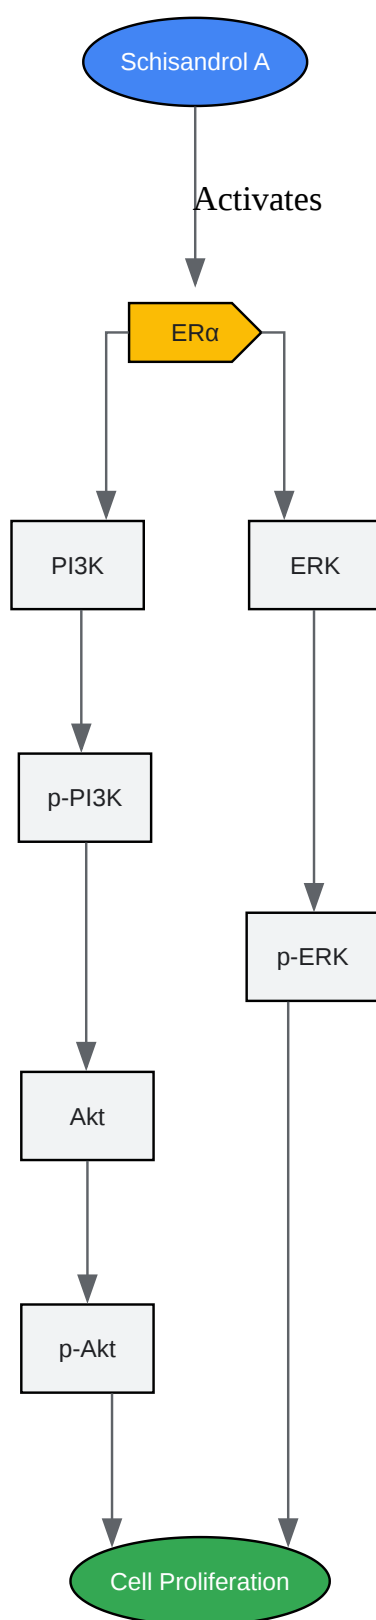 Schisandrol A
Activates
ERα
PI3K
ERK
p-PI3K
p-ERK
Akt
p-Akt
Cell Proliferation